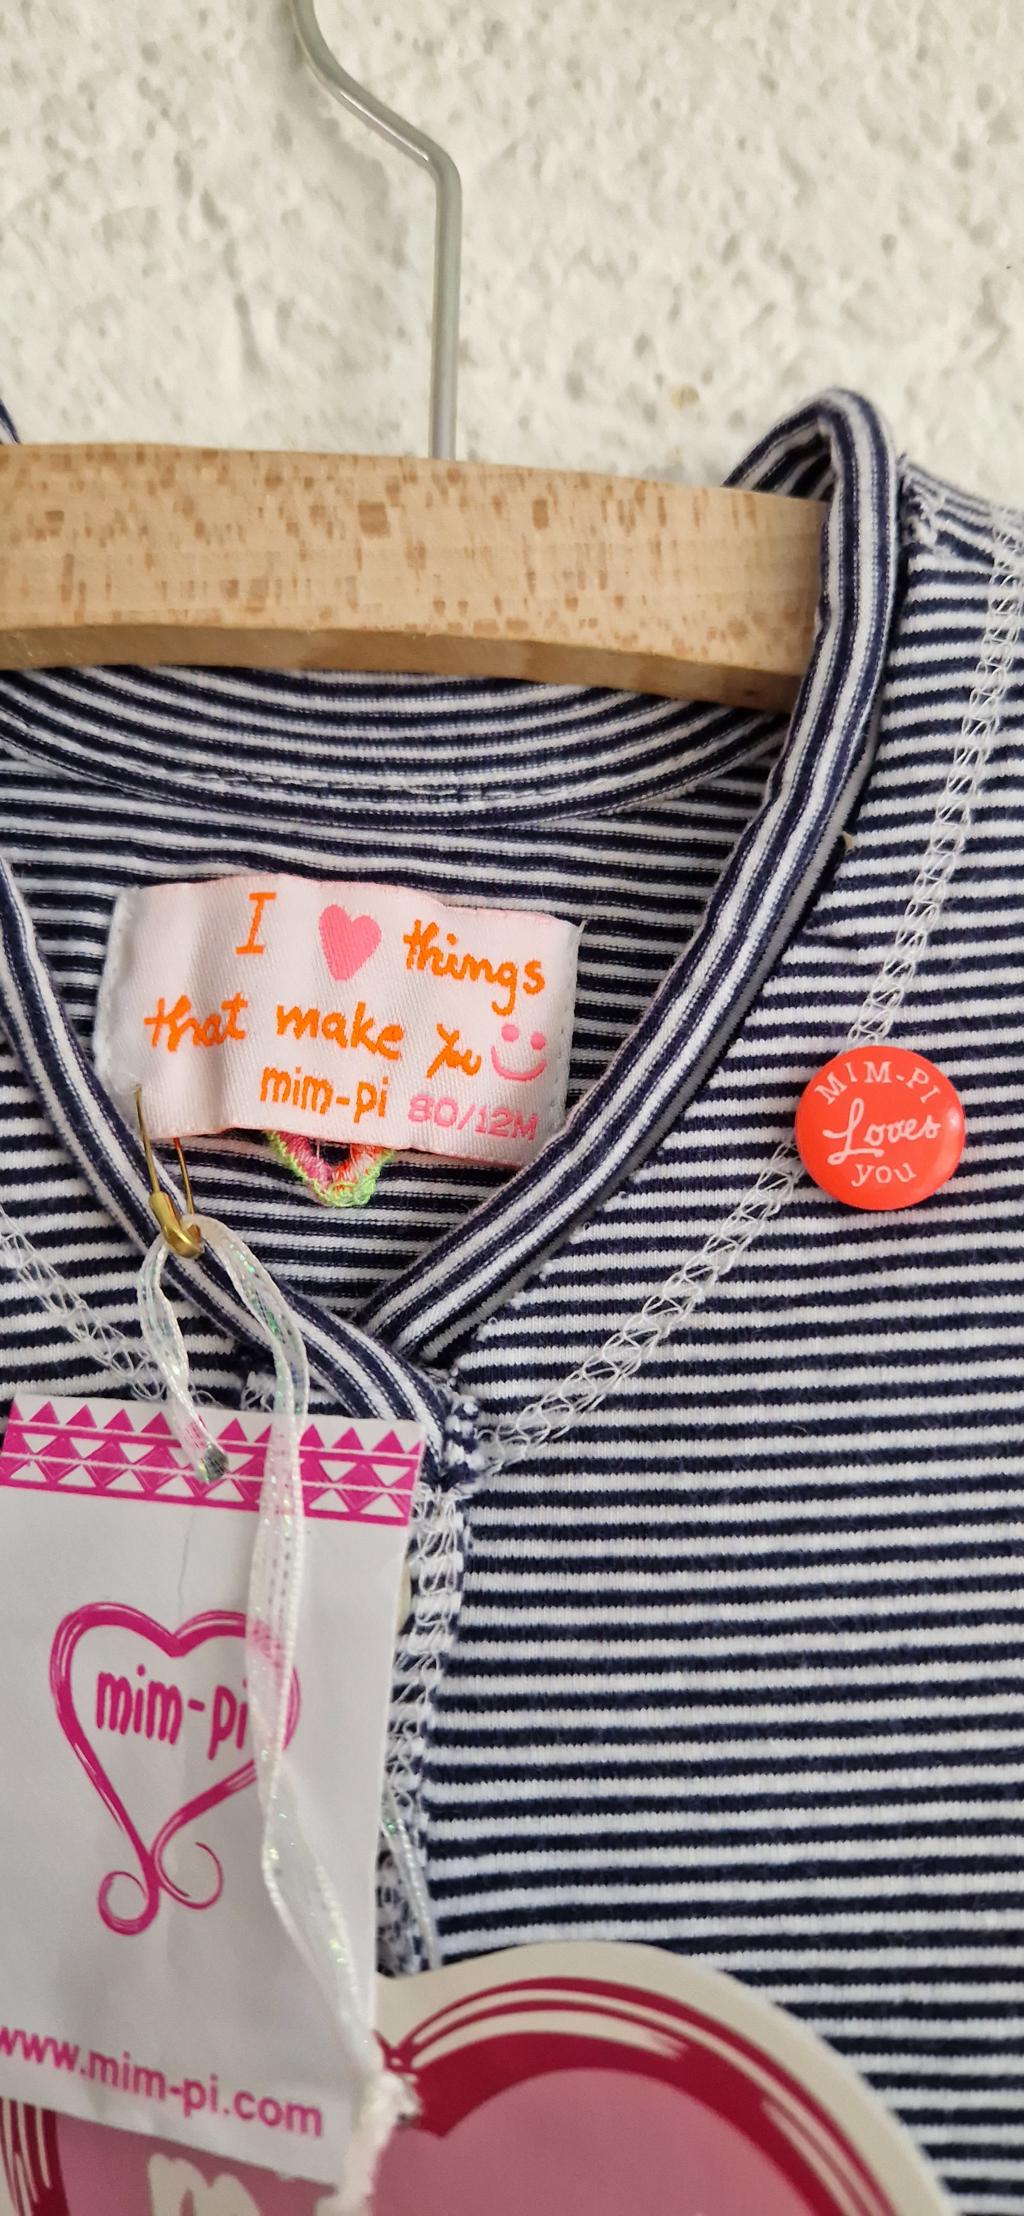 I ♥ things
that make you
mim-pi 80/12M
MIM-PI
Loves
you
mim-pi
www.mim-pi.com